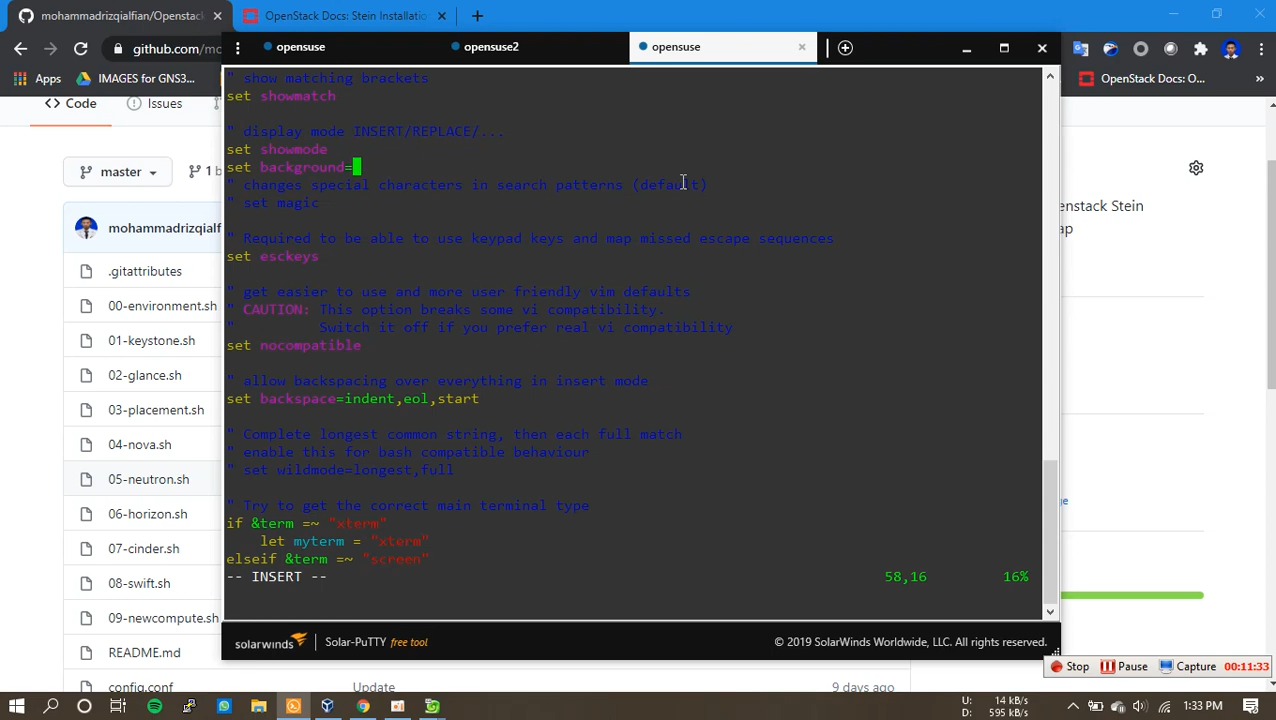 mohammadrizqialfian/Openstack
OpenStack Docs: Stein Installatio
github.com/mo
Apps
IMAGES for GNS3...
OpenStack Docs: O...
opensuse
opensuse2
opensuse
Code
Issues
master
1 b
mohammadrizqialfi
.gitattributes
00-environment.sh
01-keystone.sh
02-glance.sh
03-placement.sh
04-nova.sh
05-neutron.sh
06-horizon.sh
07-cinder.sh
08-swift.sh
09-newcompute.sh
README.md
config.conf
Update
9 days ago
enstack Stein
ap
ge
" show matching brackets
set showmatch
" display mode INSERT/REPLACE/...
set showmode
set background=
" changes special characters in search patterns (default)
" set magic
" Required to be able to use keypad keys and map missed escape sequences
set esckeys
" get easier to use and more user friendly vim defaults
" CAUTION: This option breaks some vi compatibility.
"          Switch it off if you prefer real vi compatibility
set nocompatible
" allow backspacing over everything in insert mode
set backspace=indent,eol,start
" Complete longest common string, then each full match
" enable this for bash compatible behaviour
" set wildmode=longest,full
" Try to get the correct main terminal type
if &term =~ "xterm"
    let myterm = "xterm"
elseif &term =~ "screen"
-- INSERT --
58,16
16%
solarwinds
Solar-PuTTY free tool
© 2019 SolarWinds Worldwide, LLC. All rights reserved.
Stop
Pause
Capture
00:11:33
U:
14 kB/s
D:
595 kB/s
1:33 PM